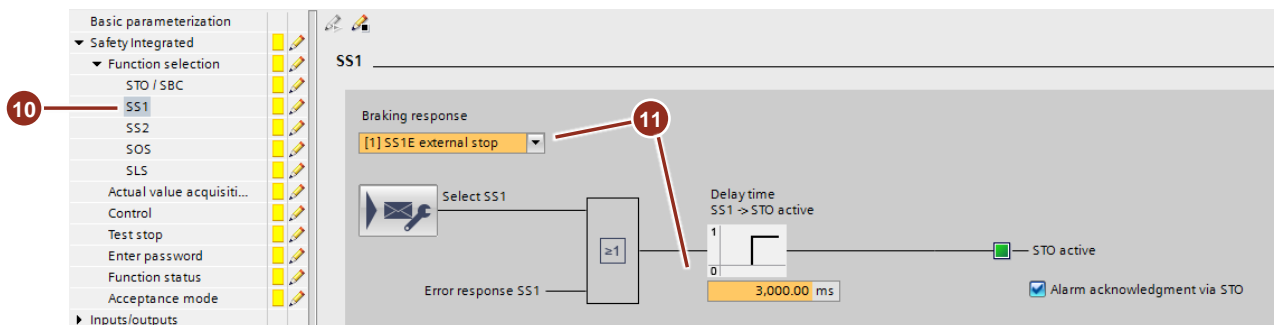 Basic parameterization
Safety Integrated
Function selection
STO / SBC
SS1
SS2
SOS
SLS
Actual value acquisiti...
Control
Test stop
Enter password
Function status
Acceptance mode
Inputs/outputs
10
SS1
Braking response
[1] SS1E external stop
11
Select SS1
Delay time
SS1 -> STO active
1
0
≥1
3,000.00 ms
Error response SS1
STO active
Alarm acknowledgment via STO